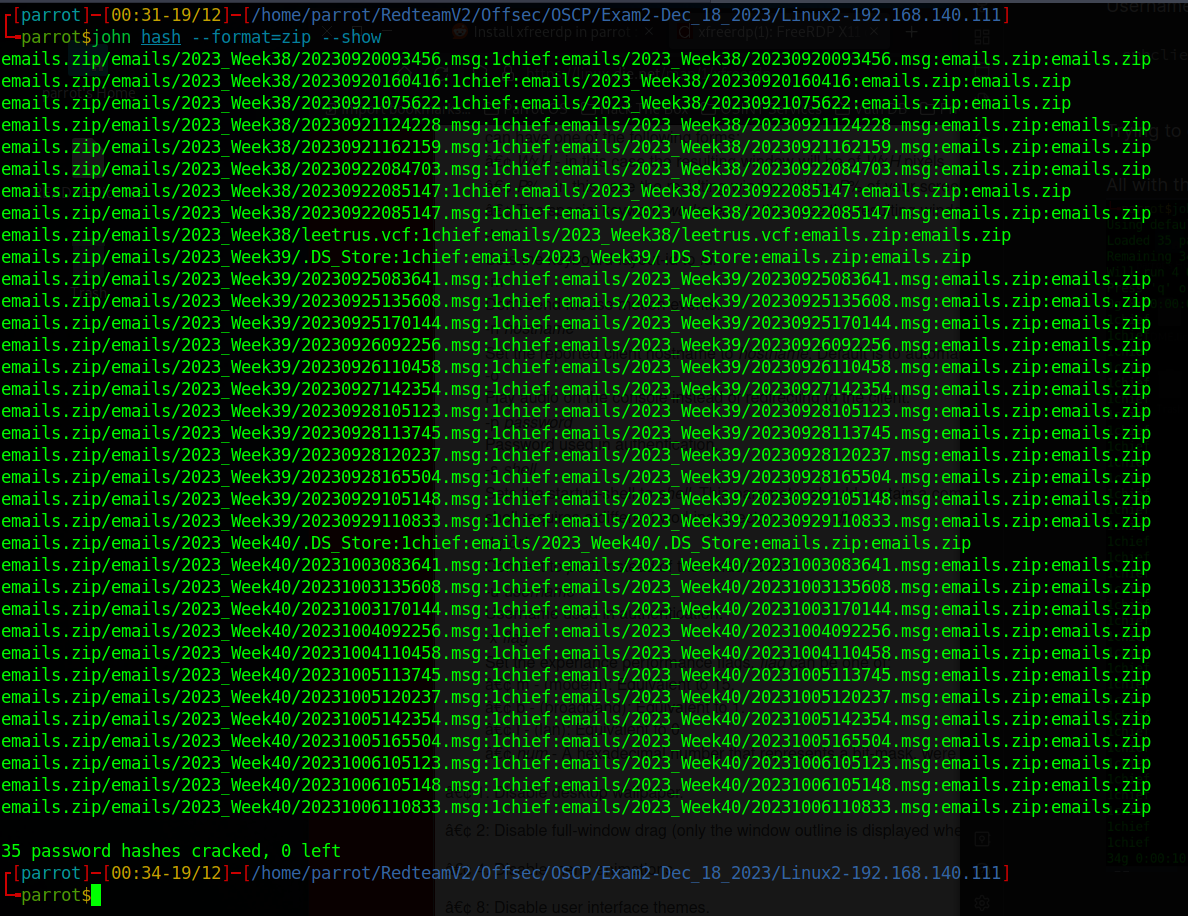 ┌[parrot]─[00:31-19/12]─[/home/parrot/RedteamV2/Offsec/OSCP/Exam2-Dec_18_2023/Linux2-192.168.140.111]
└╼parrot$john hash --format=zip --show
emails.zip/emails/2023_Week38/20230920093456.msg:1chief:emails/2023_Week38/20230920093456.msg:emails.zip:emails.zip
emails.zip/emails/2023_Week38/20230920160416:1chief:emails/2023_Week38/20230920160416:emails.zip:emails.zip
emails.zip/emails/2023_Week38/20230921075622:1chief:emails/2023_Week38/20230921075622:emails.zip:emails.zip
emails.zip/emails/2023_Week38/20230921124228.msg:1chief:emails/2023_Week38/20230921124228.msg:emails.zip:emails.zip
emails.zip/emails/2023_Week38/20230921162159.msg:1chief:emails/2023_Week38/20230921162159.msg:emails.zip:emails.zip
emails.zip/emails/2023_Week38/20230922084703.msg:1chief:emails/2023_Week38/20230922084703.msg:emails.zip:emails.zip
emails.zip/emails/2023_Week38/20230922085147:1chief:emails/2023_Week38/20230922085147:emails.zip:emails.zip
emails.zip/emails/2023_Week38/20230922085147.msg:1chief:emails/2023_Week38/20230922085147.msg:emails.zip:emails.zip
emails.zip/emails/2023_Week38/leetrus.vcf:1chief:emails/2023_Week38/leetrus.vcf:emails.zip:emails.zip
emails.zip/emails/2023_Week39/.DS_Store:1chief:emails/2023_Week39/.DS_Store:emails.zip:emails.zip
emails.zip/emails/2023_Week39/20230925083641.msg:1chief:emails/2023_Week39/20230925083641.msg:emails.zip:emails.zip
emails.zip/emails/2023_Week39/20230925135608.msg:1chief:emails/2023_Week39/20230925135608.msg:emails.zip:emails.zip
emails.zip/emails/2023_Week39/20230925170144.msg:1chief:emails/2023_Week39/20230925170144.msg:emails.zip:emails.zip
emails.zip/emails/2023_Week39/20230926092256.msg:1chief:emails/2023_Week39/20230926092256.msg:emails.zip:emails.zip
emails.zip/emails/2023_Week39/20230926110458.msg:1chief:emails/2023_Week39/20230926110458.msg:emails.zip:emails.zip
emails.zip/emails/2023_Week39/20230927142354.msg:1chief:emails/2023_Week39/20230927142354.msg:emails.zip:emails.zip
emails.zip/emails/2023_Week39/20230928105123.msg:1chief:emails/2023_Week39/20230928105123.msg:emails.zip:emails.zip
emails.zip/emails/2023_Week39/20230928113745.msg:1chief:emails/2023_Week39/20230928113745.msg:emails.zip:emails.zip
emails.zip/emails/2023_Week39/20230928120237.msg:1chief:emails/2023_Week39/20230928120237.msg:emails.zip:emails.zip
emails.zip/emails/2023_Week39/20230928165504.msg:1chief:emails/2023_Week39/20230928165504.msg:emails.zip:emails.zip
emails.zip/emails/2023_Week39/20230929105148.msg:1chief:emails/2023_Week39/20230929105148.msg:emails.zip:emails.zip
emails.zip/emails/2023_Week39/20230929110833.msg:1chief:emails/2023_Week39/20230929110833.msg:emails.zip:emails.zip
emails.zip/emails/2023_Week40/.DS_Store:1chief:emails/2023_Week40/.DS_Store:emails.zip:emails.zip
emails.zip/emails/2023_Week40/20231003083641.msg:1chief:emails/2023_Week40/20231003083641.msg:emails.zip:emails.zip
emails.zip/emails/2023_Week40/20231003135608.msg:1chief:emails/2023_Week40/20231003135608.msg:emails.zip:emails.zip
emails.zip/emails/2023_Week40/20231003170144.msg:1chief:emails/2023_Week40/20231003170144.msg:emails.zip:emails.zip
emails.zip/emails/2023_Week40/20231004092256.msg:1chief:emails/2023_Week40/20231004092256.msg:emails.zip:emails.zip
emails.zip/emails/2023_Week40/20231004110458.msg:1chief:emails/2023_Week40/20231004110458.msg:emails.zip:emails.zip
emails.zip/emails/2023_Week40/20231005113745.msg:1chief:emails/2023_Week40/20231005113745.msg:emails.zip:emails.zip
emails.zip/emails/2023_Week40/20231005120237.msg:1chief:emails/2023_Week40/20231005120237.msg:emails.zip:emails.zip
emails.zip/emails/2023_Week40/20231005142354.msg:1chief:emails/2023_Week40/20231005142354.msg:emails.zip:emails.zip
emails.zip/emails/2023_Week40/20231005165504.msg:1chief:emails/2023_Week40/20231005165504.msg:emails.zip:emails.zip
emails.zip/emails/2023_Week40/20231006105123.msg:1chief:emails/2023_Week40/20231006105123.msg:emails.zip:emails.zip
emails.zip/emails/2023_Week40/20231006105148.msg:1chief:emails/2023_Week40/20231006105148.msg:emails.zip:emails.zip
emails.zip/emails/2023_Week40/20231006110833.msg:1chief:emails/2023_Week40/20231006110833.msg:emails.zip:emails.zip
â€¢ 2: Disable full-window drag (only the window outline is displayed whe
35 password hashes cracked, 0 left
┌[parrot]─[00:34-19/12]─[/home/parrot/RedteamV2/Offsec/OSCP/Exam2-Dec_18_2023/Linux2-192.168.140.111]
└╼parrot$
â€¢ 8: Disable user interface themes.